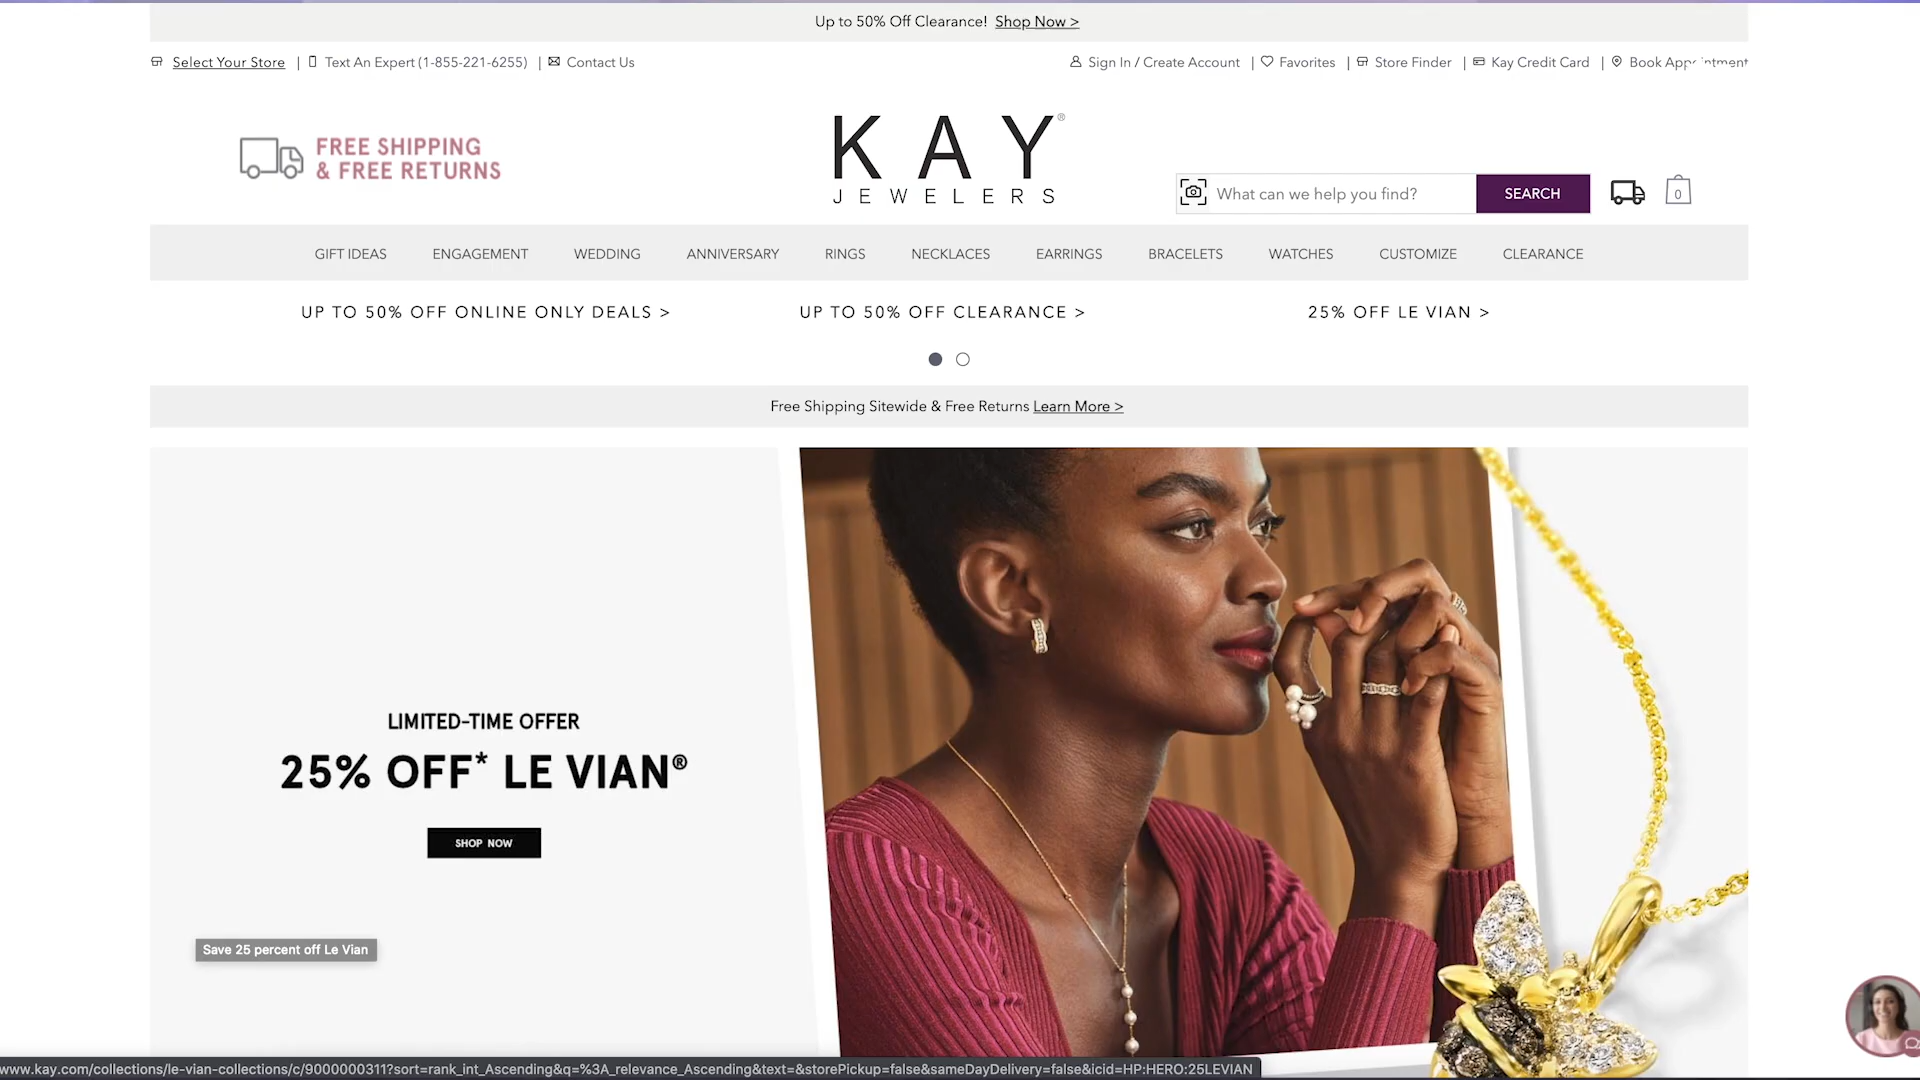 Up to 50% Off Clearance! Shop Now >
Select Your Store | Text An Expert (1-855-221-6255) | Contact Us
Sign In / Create Account | Favorites | Store Finder | Kay Credit Card | Book Appointment
FREE SHIPPING
& FREE RETURNS
KAY®
JEWELERS
What can we help you find?
SEARCH
0
GIFT IDEAS ENGAGEMENT WEDDING ANNIVERSARY RINGS NECKLACES EARRINGS BRACELETS WATCHES CUSTOMIZE CLEARANCE
UP TO 50% OFF ONLINE ONLY DEALS > UP TO 50% OFF CLEARANCE > 25% OFF LE VIAN >
Free Shipping Sitewide & Free Returns Learn More >
LIMITED-TIME OFFER
25% OFF* LE VIAN®
SHOP NOW
Save 25 percent off Le Vian
www.kay.com/collections/le-vian-collections/c/9000000311?sort=rank_int_Ascending&q=%3A_relevance_Ascending&text=&storePickup=false&sameDayDelivery=false&icid=HP:HERO:25LEVIAN